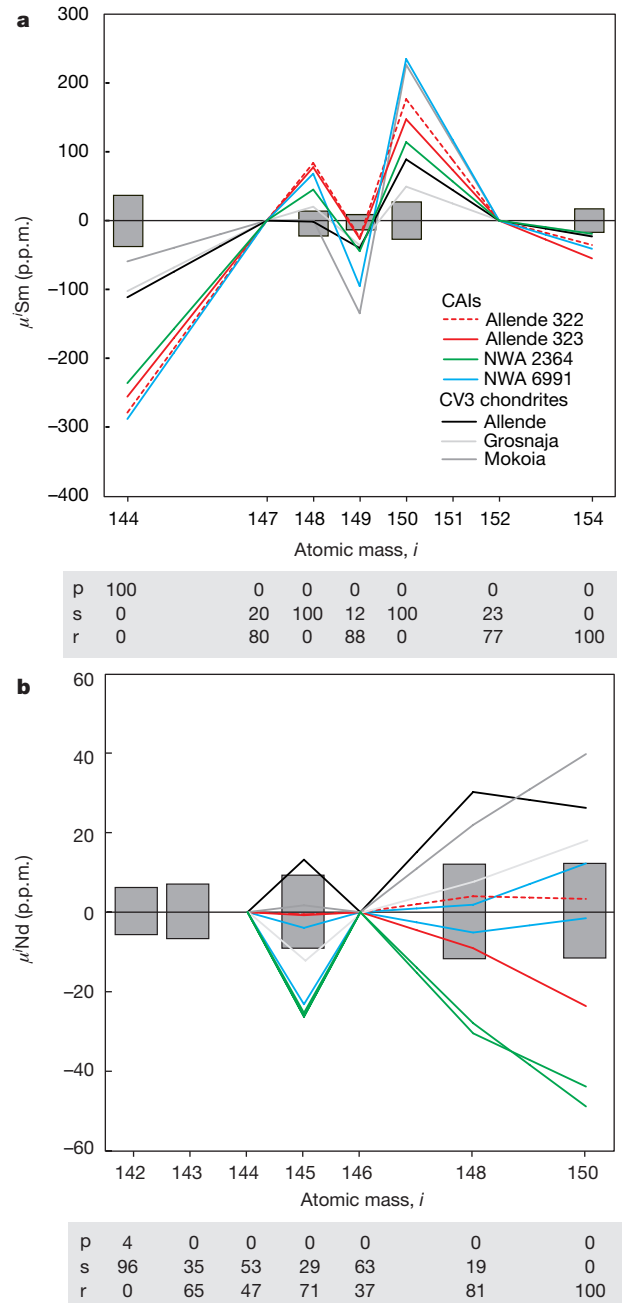 a
300
200
100
0
–100
–200
–300
–400
μⁱSm (p.p.m.)
CAIs
Allende 322
Allende 323
NWA 2364
NWA 6991
CV3 chondrites
Allende
Grosnaja
Mokoia
144 147 148 149 150 151 152 154
Atomic mass, i
p 100 0 0 0 0 0 0
s 0 20 100 12 100 23 0
r 0 80 0 88 0 77 100
b
60
40
20
0
–20
–40
–60
μⁱNd (p.p.m.)
142 143 144 145 146 148 150
Atomic mass, i
p 4 0 0 0 0 0 0
s 96 35 53 29 63 19 0
r 0 65 47 71 37 81 100